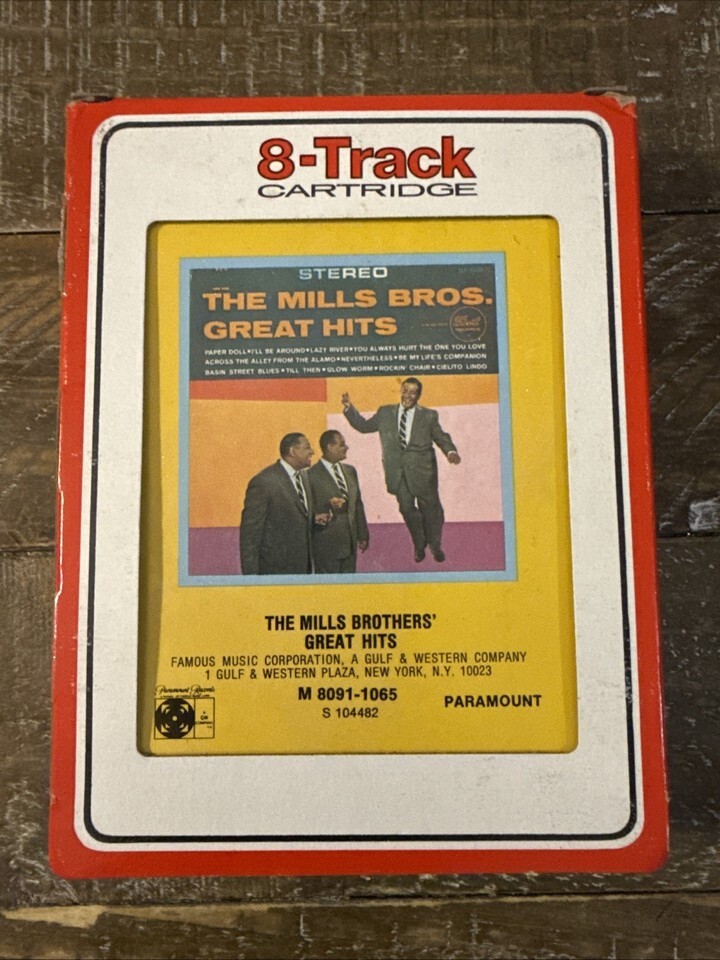 8-Track
CARTRIDGE
STEREO
THE MILLS BROS.
GREAT HITS
PAPER DOLL•I'LL BE AROUND•LAZY RIVER•YOU ALWAYS HURT THE ONE YOU LOVE
ACROSS THE ALLEY FROM THE ALAMO•NEVERTHELESS•BE MY LIFE'S COMPANION
BASIN STREET BLUES•TILL THEN•GLOW WORM•ROCKIN' CHAIR•CIELITO LINDO
THE MILLS BROTHERS'
GREAT HITS
FAMOUS MUSIC CORPORATION, A GULF & WESTERN COMPANY
1 GULF & WESTERN PLAZA, NEW YORK, N.Y. 10023
M 8091-1065
S 104482
PARAMOUNT
Paramount Records